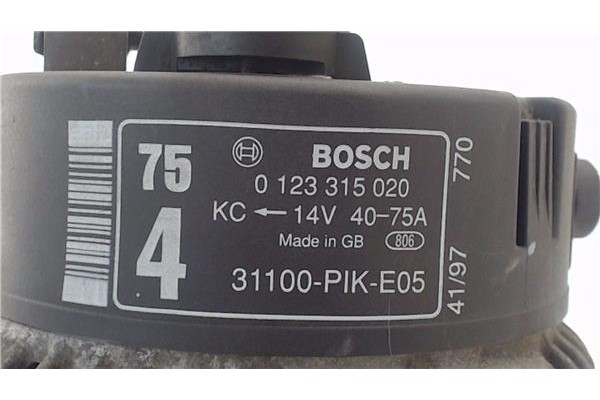 75
4
BOSCH
0 123 315 020
KC ← 14V 40-75A
Made in GB 806
31100-PIK-E05
41/97 770